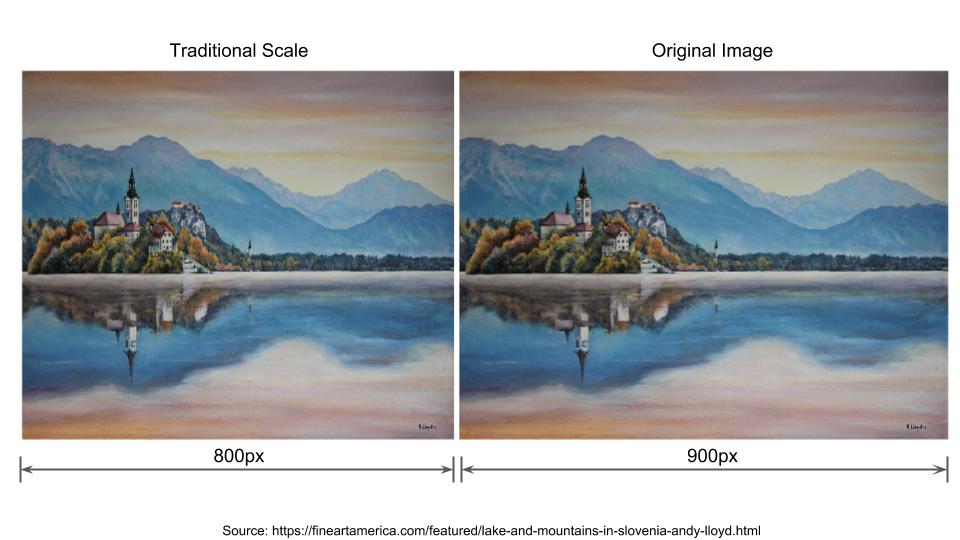 Traditional Scale
Original Image
800px
900px
Source: https://fineartamerica.com/featured/lake-and-mountains-in-slovenia-andy-lloyd.html